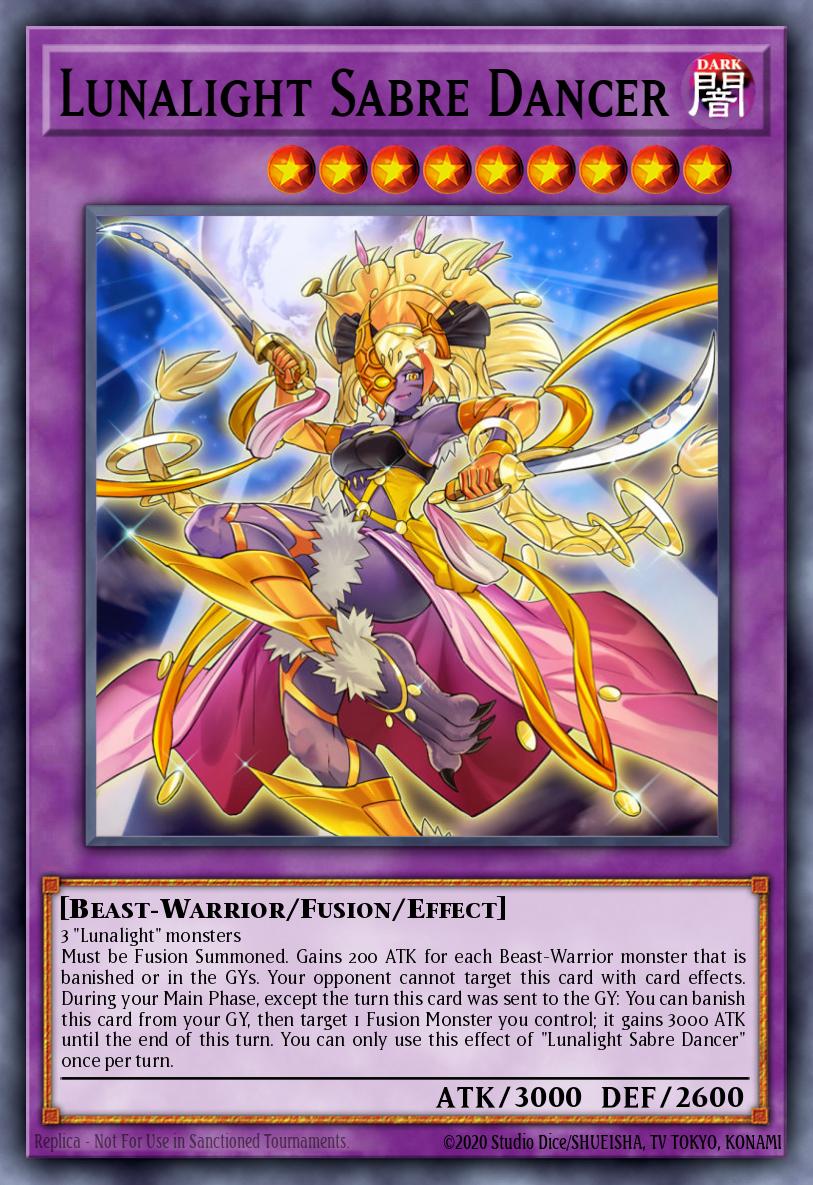 Lunalight Sabre Dancer
DARK
闇
[Beast-Warrior/Fusion/Effect]
3 "Lunalight" monsters
Must be Fusion Summoned. Gains 200 ATK for each Beast-Warrior monster that is
banished or in the GYs. Your opponent cannot target this card with card effects.
During your Main Phase, except the turn this card was sent to the GY: You can banish
this card from your GY, then target 1 Fusion Monster you control; it gains 3000 ATK
until the end of this turn. You can only use this effect of "Lunalight Sabre Dancer"
once per turn.
ATK/3000 DEF/2600
Replica - Not For Use in Sanctioned Tournaments.
©2020 Studio Dice/SHUEISHA, TV TOKYO, KONAMI